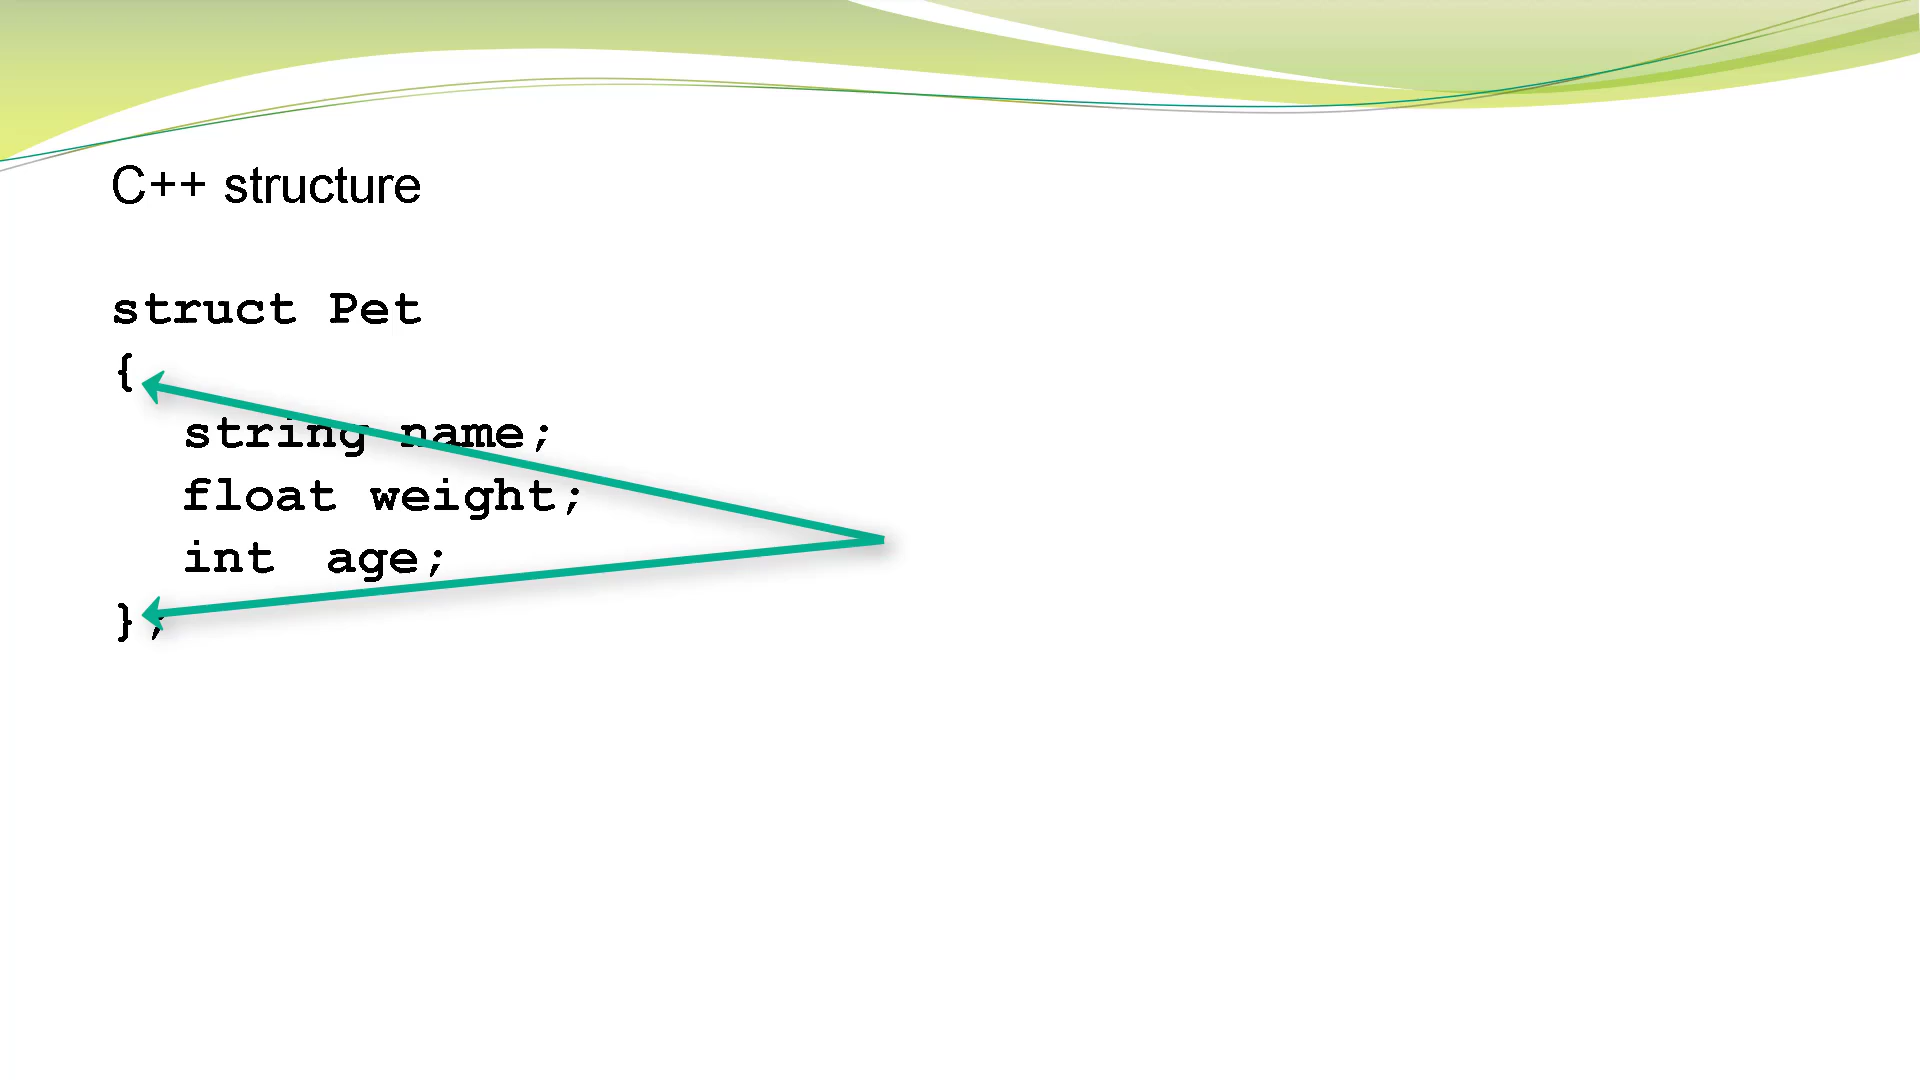 C++ structure
struct Pet
{
string name;
float weight;
int age;
};